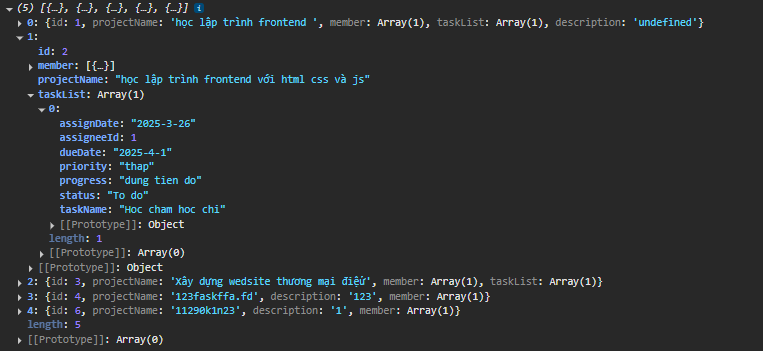 (5) [{…}, {…}, {…}, {…}, {…}] i
0: {id: 1, projectName: 'học lập trình frontend ', member: Array(1), taskList: Array(1), description: 'undefined'}
1:
id: 2
member: [{…}]
projectName: "học lập trình frontend với html css và js"
taskList: Array(1)
0:
assignDate: "2025-3-26"
assigneeId: 1
dueDate: "2025-4-1"
priority: "thap"
progress: "dung tien do"
status: "To do"
taskName: "Hoc cham hoc chi"
[[Prototype]]: Object
length: 1
[[Prototype]]: Array(0)
[[Prototype]]: Object
2: {id: 3, projectName: 'Xây dựng wedsite thương mại điệử', member: Array(1), taskList: Array(1)}
3: {id: 4, projectName: '123faskffa.fd', description: '123', member: Array(1)}
4: {id: 6, projectName: '11290k1n23', description: '1', member: Array(1)}
length: 5
[[Prototype]]: Array(0)